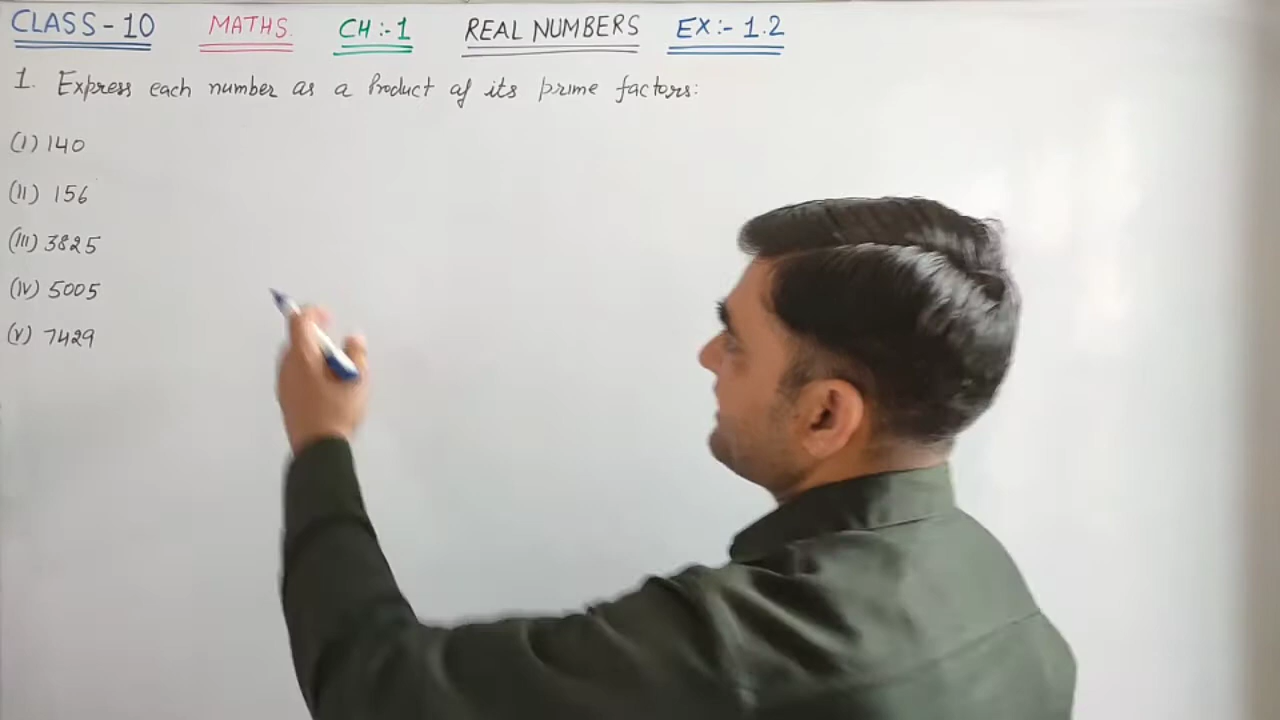 CLASS-10 MATHS. CH:-1 REAL NUMBERS EX:- 1.2
1. Express each number as a Product of its prime factors:
(I) 140
(II) 156
(III) 3825
(IV) 5005
(V) 7429